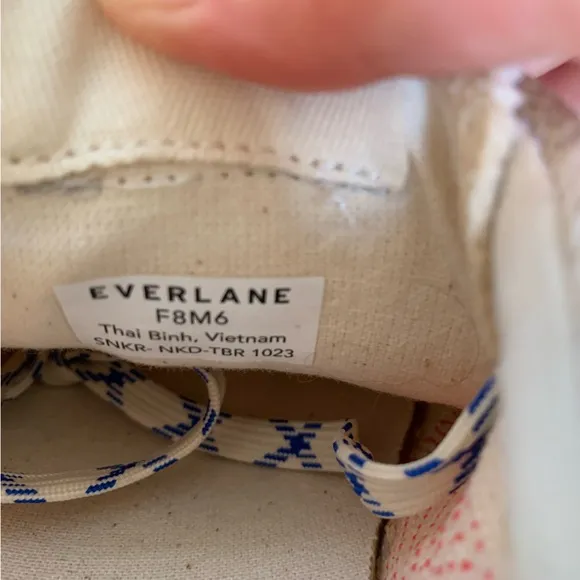 EVERLANE
F8M6
Thai Binh, Vietnam
SNKR- NKD-TBR 1023